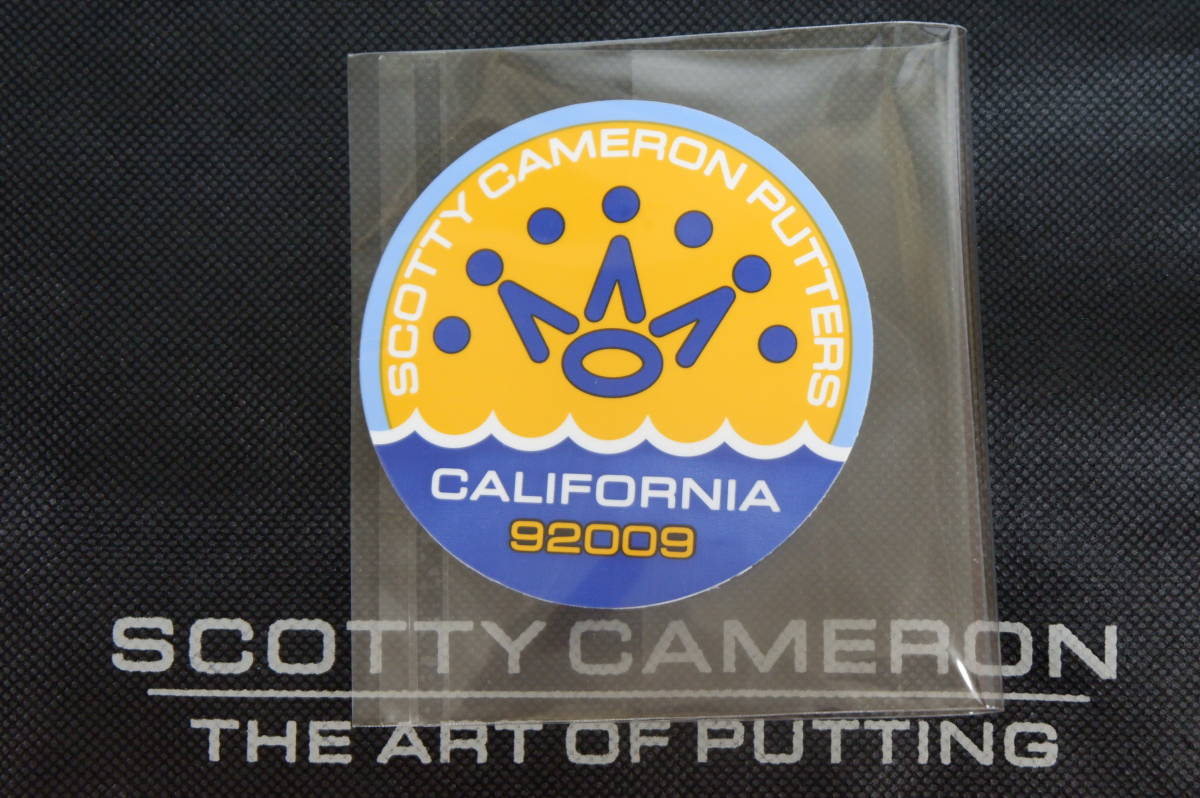 SCOTTY CAMERON PUTTERS
CALIFORNIA
92009
SCOTTY CAMERON
THE ART OF PUTTING